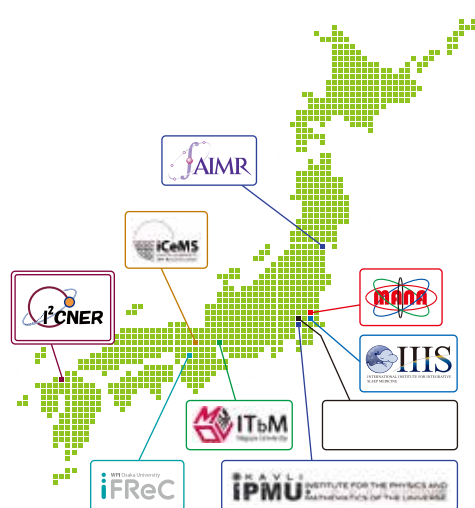 AIMR
iCeMS
I²CNER
MANA
IIIS
INTERNATIONAL INSTITUTE FOR INTEGRATIVE
SLEEP MEDICINE
ITbM
Nagoya University
WPI Osaka University
iFReC
KAVLI
IPMU INSTITUTE FOR THE PHYSICS AND
MATHEMATICS OF THE UNIVERSE